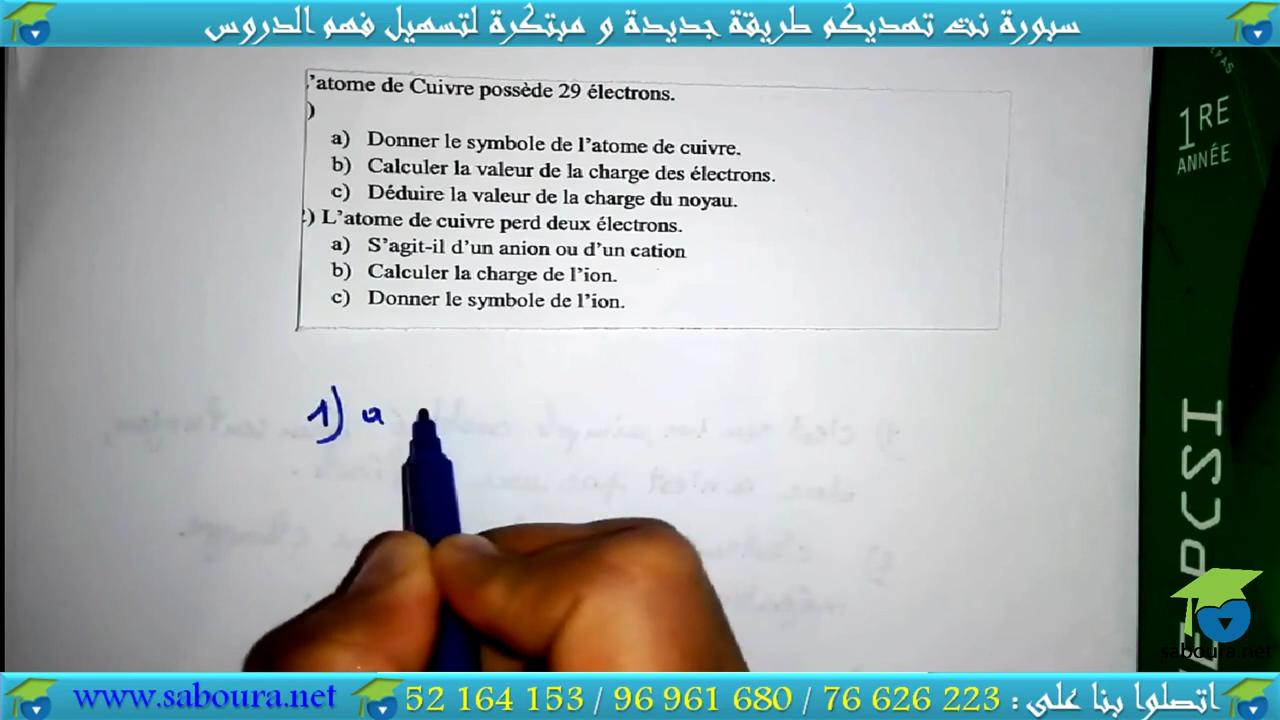 سبورة نت تهديكم طريقة جديدة و مبتكرة لتسهيل فهم الدروس
’atome de Cuivre possède 29 électrons.
)
a) Donner le symbole de l’atome de cuivre.
b) Calculer la valeur de la charge des électrons.
c) Déduire la valeur de la charge du noyau.
) L’atome de cuivre perd deux électrons.
a) S’agit-il d’un anion ou d’un cation
b) Calculer la charge de l’ion.
c) Donner le symbole de l’ion.
1) a
1RE
ANNÉE
saboura.net
www.saboura.net
52 164 153 / 96 961 680 / 76 626 223 : اتصلوا بنا على